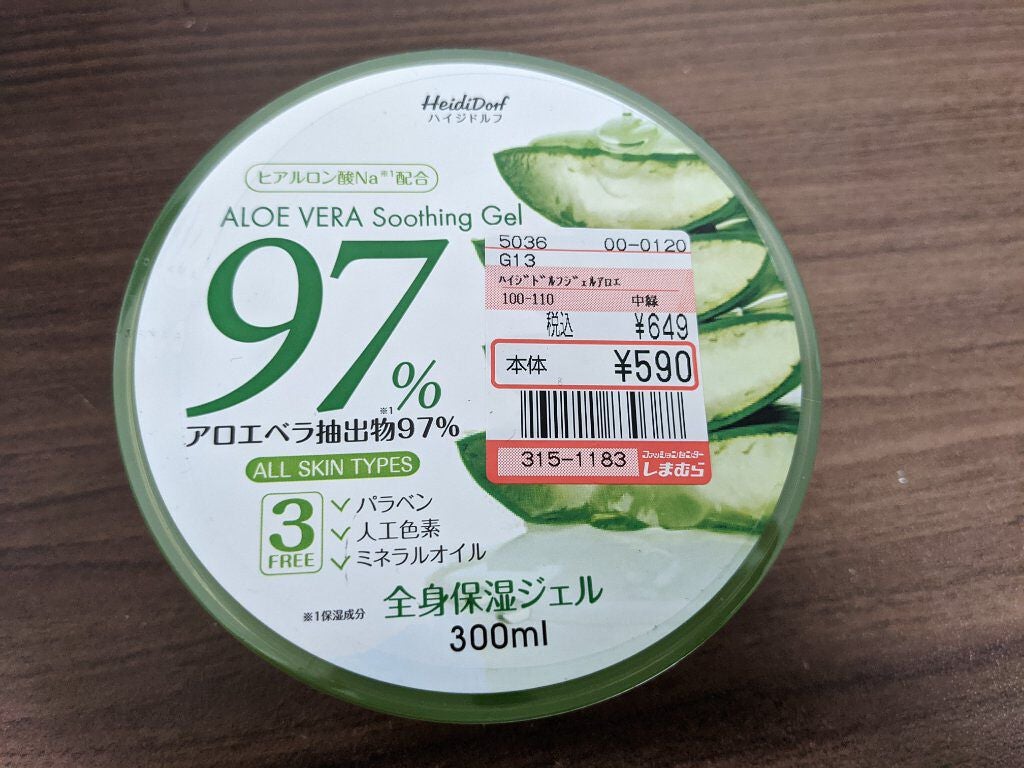 HeidiDorf
ハイジドルフ
ヒアルロン酸Na※1配合
ALOE VERA Soothing Gel
97%
※1
アロエベラ抽出物97%
ALL SKIN TYPES
3
FREE
パラベン
人工色素
ミネラルオイル
※1保湿成分
全身保湿ジェル
300ml
5036 00-0120
G13
ﾊｲｼﾞﾄﾞﾙﾌｼﾞｪﾙｱﾛｴ
100-110 中緑
税込 ¥649
本体 ¥590
315-1183
ファッションセンター
しまむら